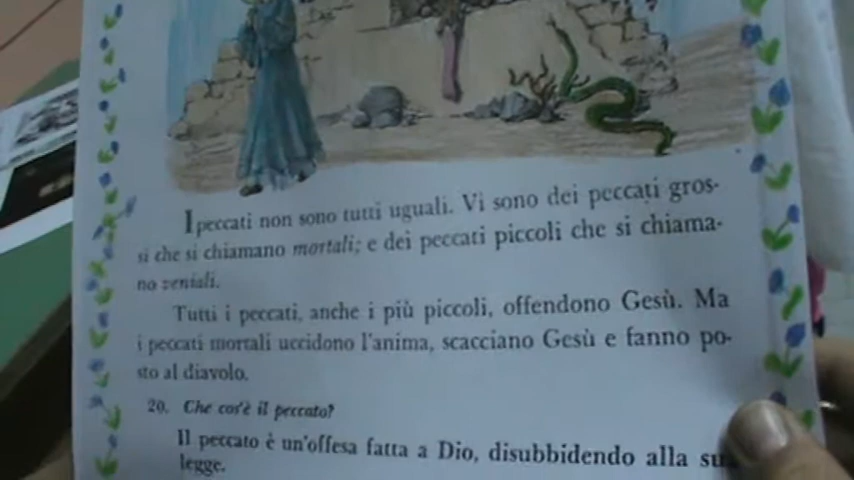 I peccati non sono tutti uguali. Vi sono dei peccati gros-
si che si chiamano mortali; e dei peccati piccoli che si chiama-
no veniali.
Tutti i peccati, anche i più piccoli, offendono Gesù. Ma
i peccati mortali uccidono l'anima, scacciano Gesù e fanno po-
sto al diavolo.
20. Che cos'è il peccato?
Il peccato è un'offesa fatta a Dio, disubbidendo alla sua
legge.